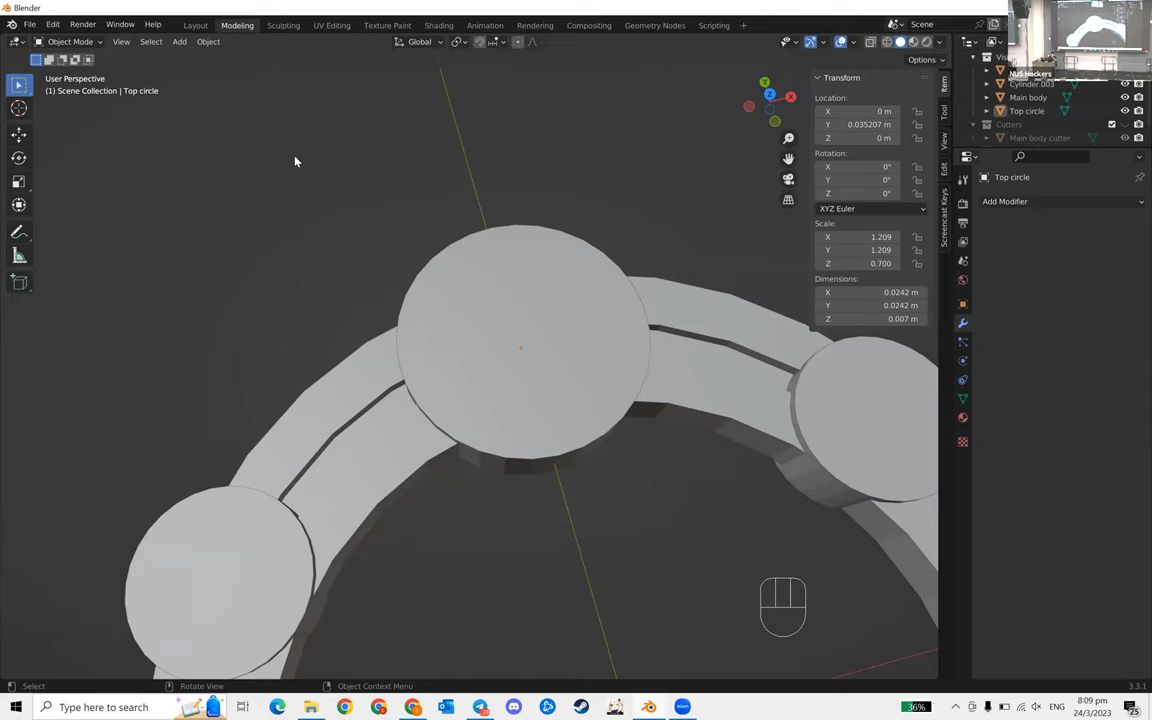 Blender
File Edit Render Window Help Layout Modeling Sculpting UV Editing Texture Paint Shading Animation Rendering Compositing Geometry Nodes Scripting + Scene
Object Mode View Select Add Object Global
Options
User Perspective
(1) Scene Collection | Top circle
Transform
Location:
X 0 m
Y 0.035207 m
Z 0 m
Rotation:
X 0°
Y 0°
Z 0°
XYZ Euler
Scale:
X 1.209
Y 1.209
Z 0.700
Dimensions:
X 0.0242 m
Y 0.0242 m
Z 0.007 m
Item
Tool
View
Edit
Screencast Keys
Y
X
Z
NUS Hackers
Cylinder.003
Main body
Top circle
Cutters
Main body cutter
Top circle
Add Modifier
Select Rotate View Object Context Menu 3.3.1
Type here to search
36%
ENG
8:09 pm
24/3/2023
25